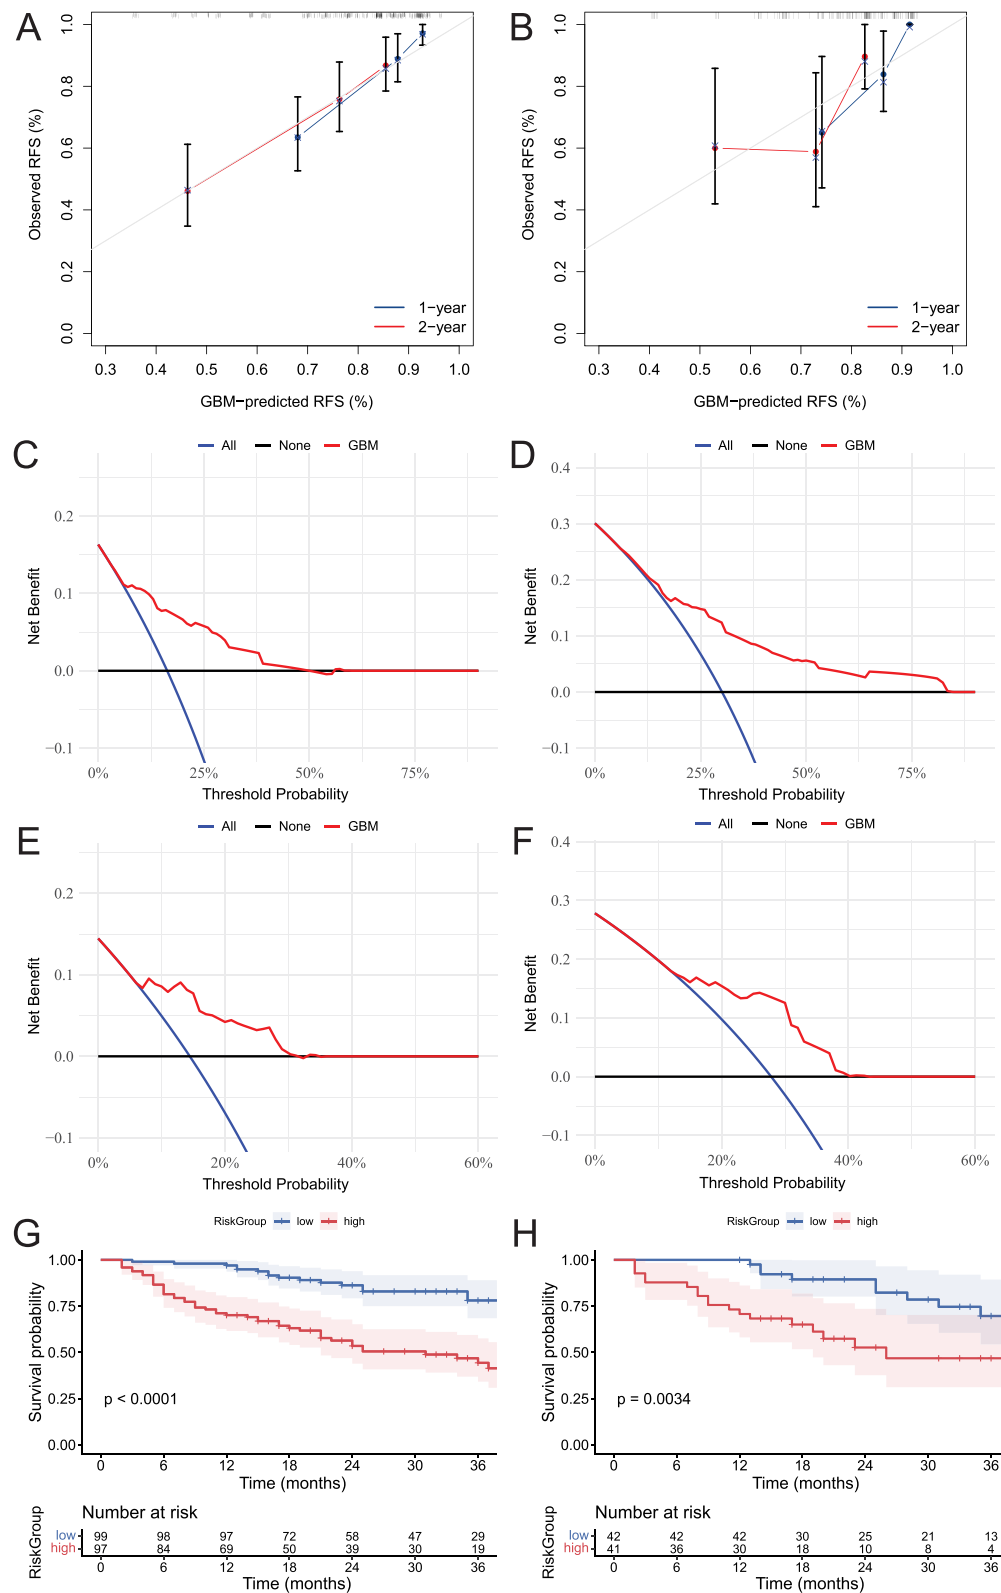 A
Observed RFS (%)
0.0 0.2 0.4 0.6 0.8 1.0
1−year
2−year
0.3 0.4 0.5 0.6 0.7 0.8 0.9 1.0
GBM−predicted RFS (%)
B
Observed RFS (%)
0.0 0.2 0.4 0.6 0.8 1.0
1−year
2−year
0.3 0.4 0.5 0.6 0.7 0.8 0.9 1.0
GBM−predicted RFS (%)
C
All None GBM
Net Benefit
0.2
0.1
0.0
−0.1
0% 25% 50% 75%
Threshold Probability
D
All None GBM
Net Benefit
0.4
0.3
0.2
0.1
0.0
−0.1
0% 25% 50% 75%
Threshold Probability
E
All None GBM
Net Benefit
0.2
0.1
0.0
−0.1
0% 20% 40% 60%
Threshold Probability
F
All None GBM
Net Benefit
0.4
0.3
0.2
0.1
0.0
−0.1
0% 20% 40% 60%
Threshold Probability
G
RiskGroup low high
Survival probability
1.00
0.75
0.50
0.25
0.00
p < 0.0001
0 6 12 18 24 30 36
Time (months)
Number at risk
RiskGroup
low 99 98 97 72 58 47 29
high 97 84 69 50 39 30 19
0 6 12 18 24 30 36
Time (months)
H
RiskGroup low high
Survival probability
1.00
0.75
0.50
0.25
0.00
p = 0.0034
0 6 12 18 24 30 36
Time (months)
Number at risk
RiskGroup
low 42 42 42 30 25 21 13
high 41 36 30 18 10 8 4
0 6 12 18 24 30 36
Time (months)